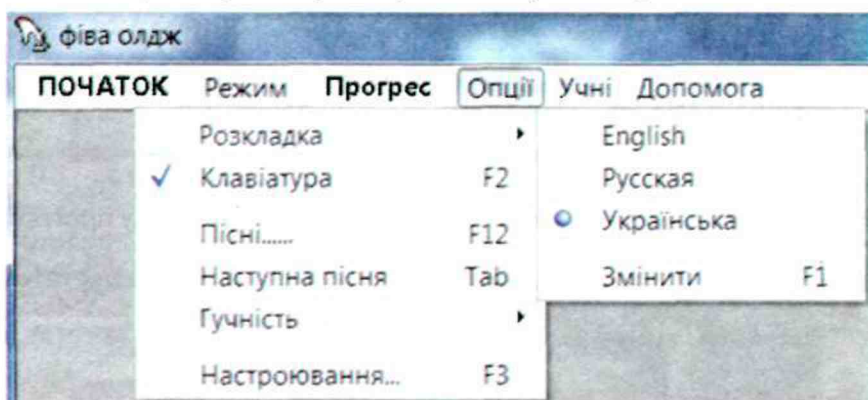 фіва олдж
ПОЧАТОК Режим Прогрес Опції Учні Допомога
Розкладка
English
Клавіатура F2
Русская
Українська
Пісні...... F12
Наступна пісня Tab
Змінити F1
Гучність
Настроювання... F3